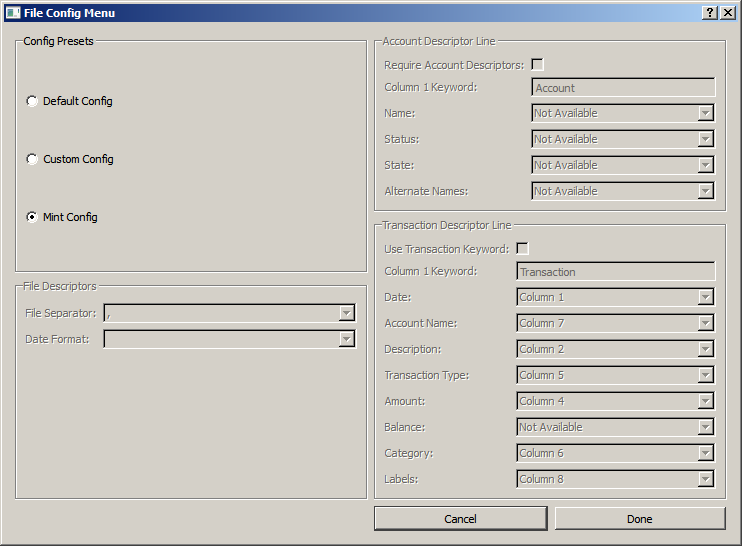 File Config Menu
Config Presets
Default Config
Custom Config
Mint Config
File Descriptors
File Separator: ,
Date Format:
Account Descriptor Line
Require Account Descriptors:
Column 1 Keyword: Account
Name: Not Available
Status: Not Available
State: Not Available
Alternate Names: Not Available
Transaction Descriptor Line
Use Transaction Keyword:
Column 1 Keyword: Transaction
Date: Column 1
Account Name: Column 7
Description: Column 2
Transaction Type: Column 5
Amount: Column 4
Balance: Not Available
Category: Column 6
Labels: Column 8
Cancel Done